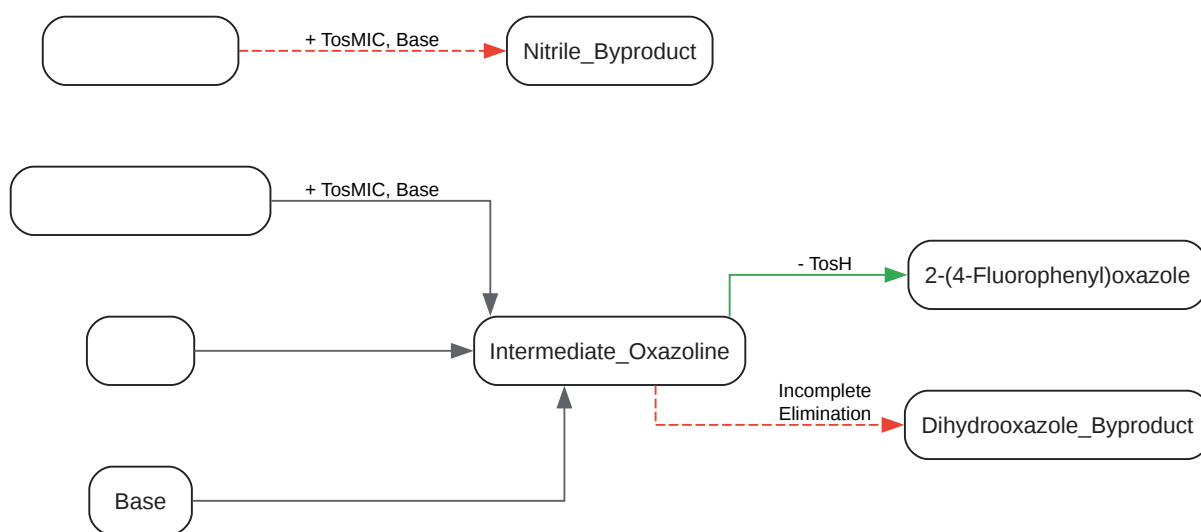 + TosMIC, Base
Nitrile_Byproduct
+ TosMIC, Base
- TosH
2-(4-Fluorophenyl)oxazole
Intermediate_Oxazoline
Incomplete
Elimination
Dihydrooxazole_Byproduct
Base